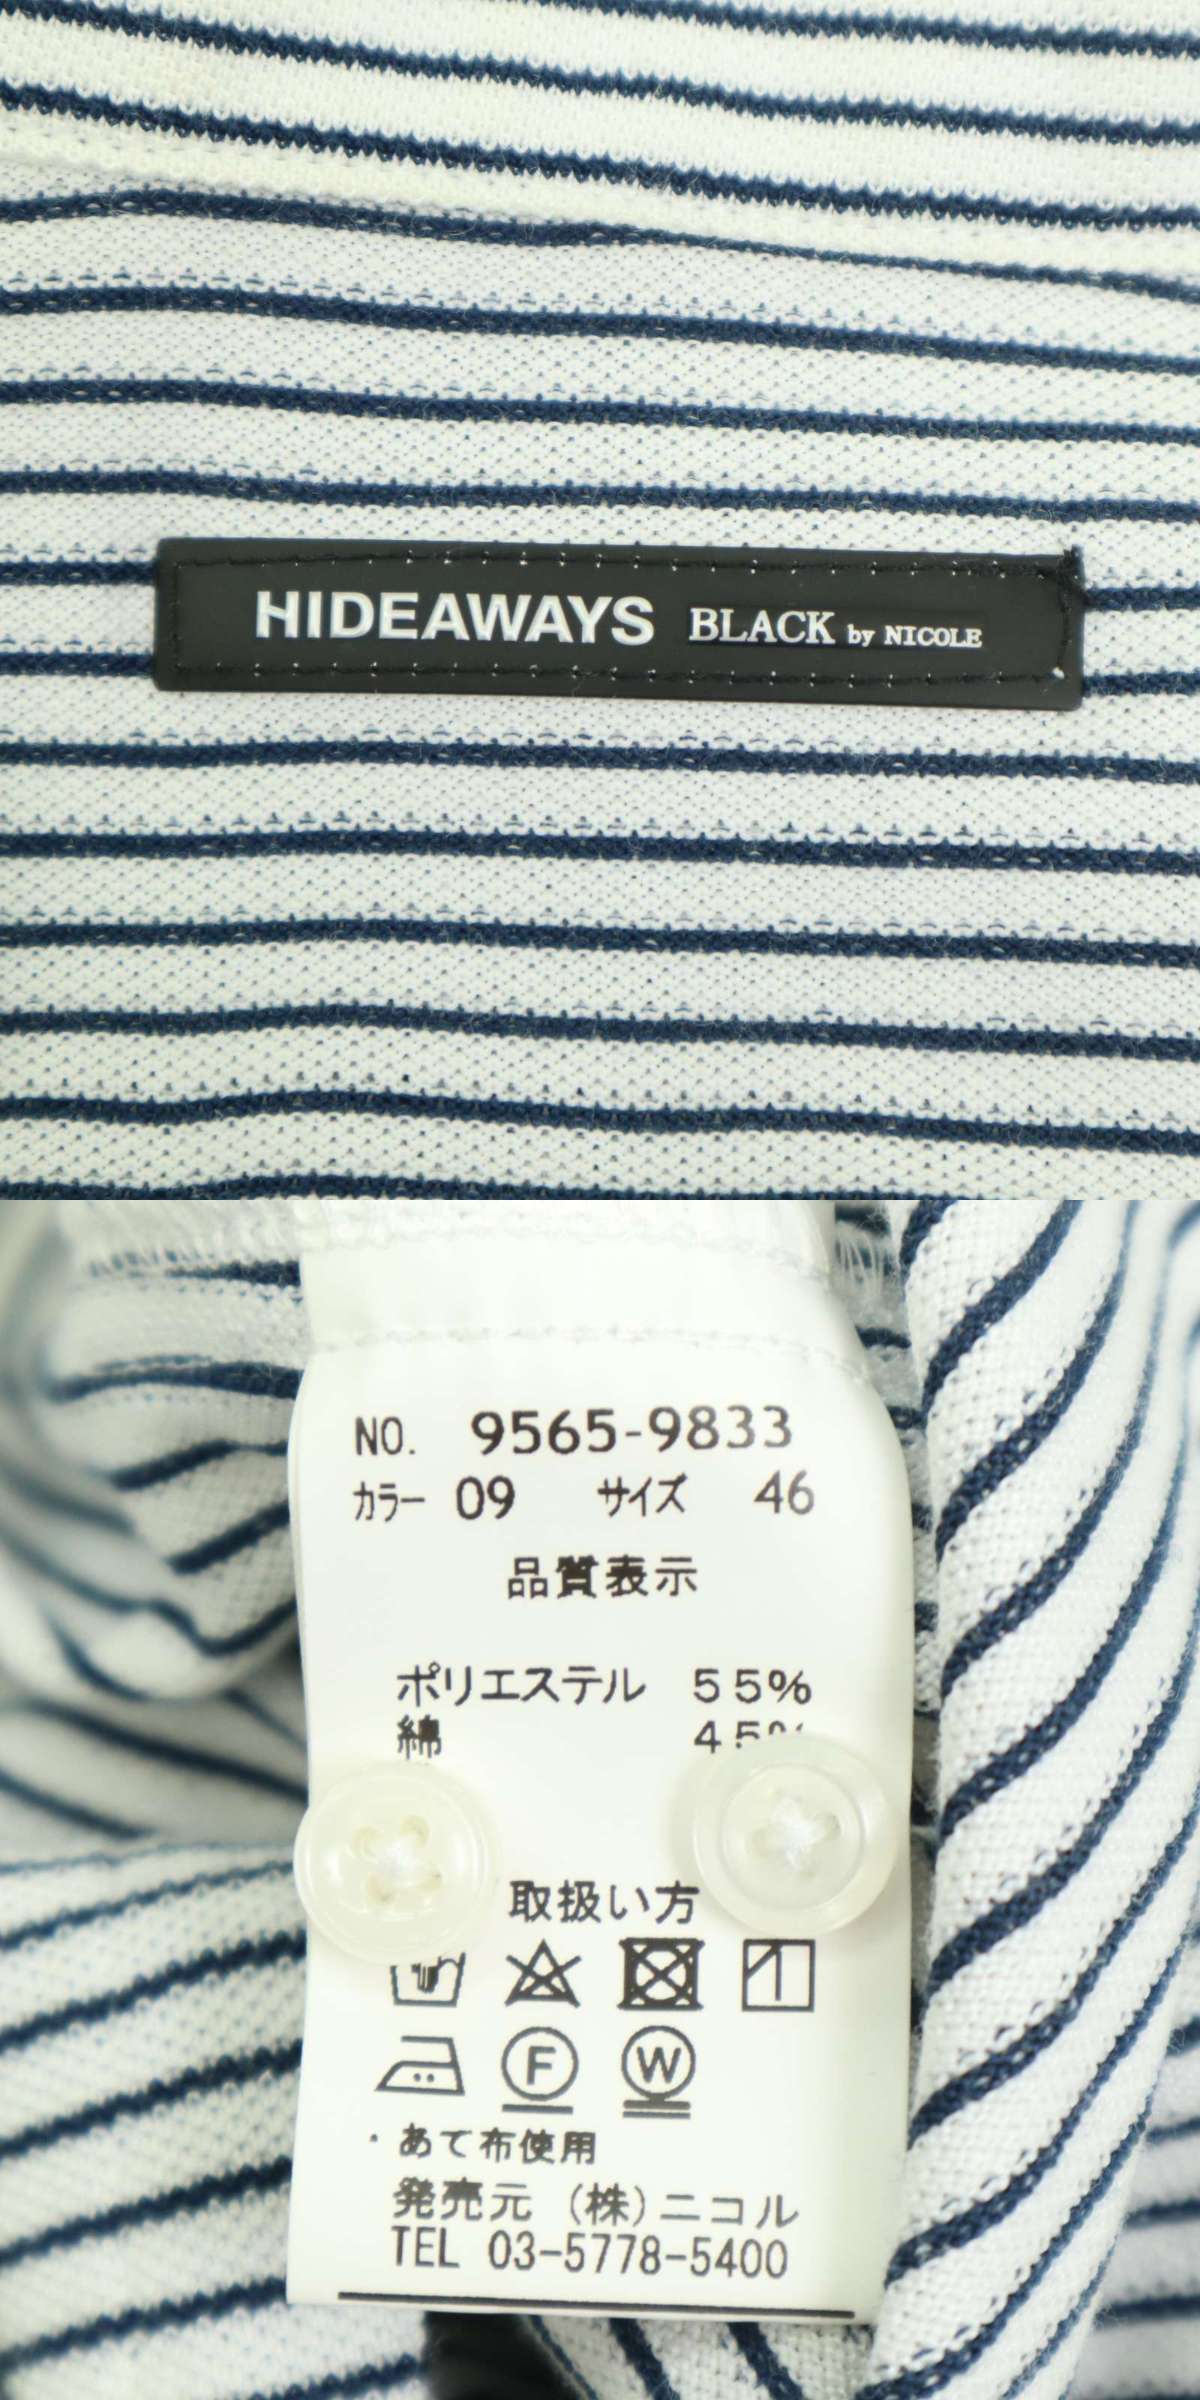 HIDEAWAYS BLACK by NICOLE
NO. 9565-9833
カラー 09 サイズ 46
品質表示
ポリエステル 55%
綿 45%
取扱い方
F W
・あて布使用
発売元 (株)ニコル
TEL 03-5778-5400